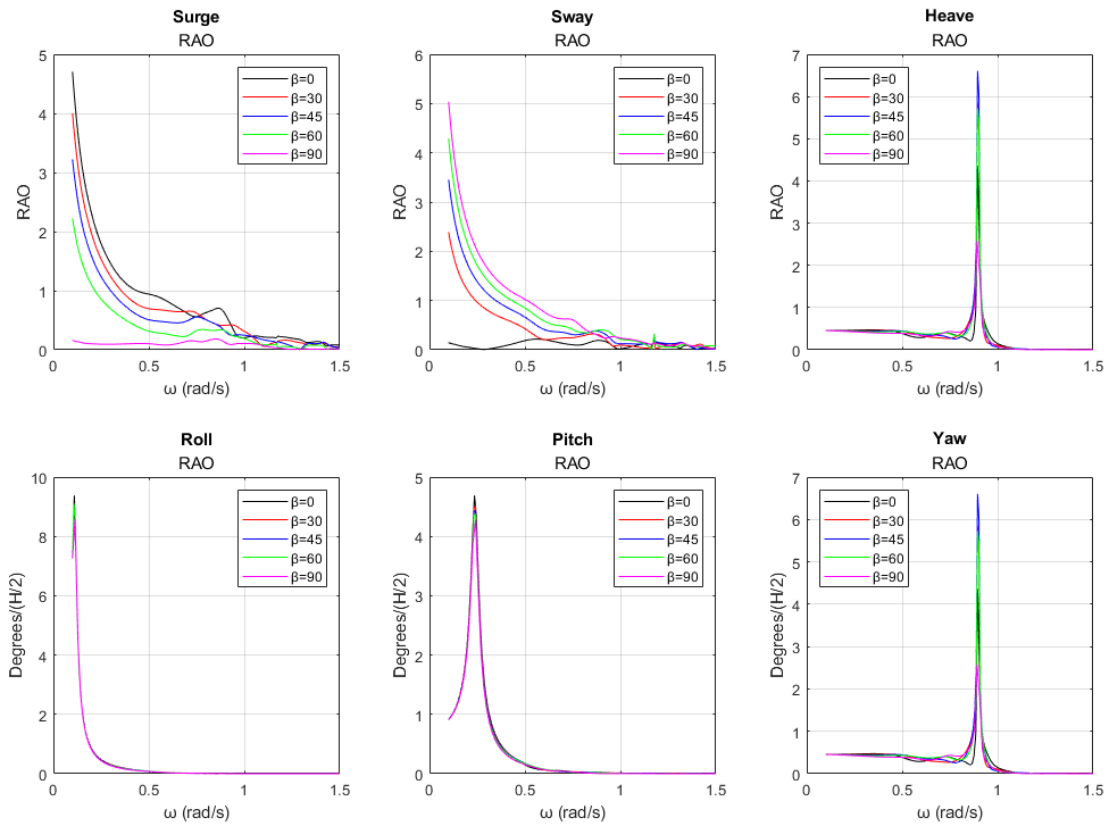 Surge
RAO
RAO
5
4
3
2
1
0
0 0.5 1 1.5
ω (rad/s)
β=0
β=30
β=45
β=60
β=90
Sway
RAO
RAO
6
5
4
3
2
1
0
0 0.5 1 1.5
ω (rad/s)
β=0
β=30
β=45
β=60
β=90
Heave
RAO
RAO
7
6
5
4
3
2
1
0
0 0.5 1 1.5
ω (rad/s)
β=0
β=30
β=45
β=60
β=90
Roll
RAO
Degrees/(H/2)
10
8
6
4
2
0
0 0.5 1 1.5
ω (rad/s)
β=0
β=30
β=45
β=60
β=90
Pitch
RAO
Degrees/(H/2)
5
4
3
2
1
0
0 0.5 1 1.5
ω (rad/s)
β=0
β=30
β=45
β=60
β=90
Yaw
RAO
Degrees/(H/2)
7
6
5
4
3
2
1
0
0 0.5 1 1.5
ω (rad/s)
β=0
β=30
β=45
β=60
β=90